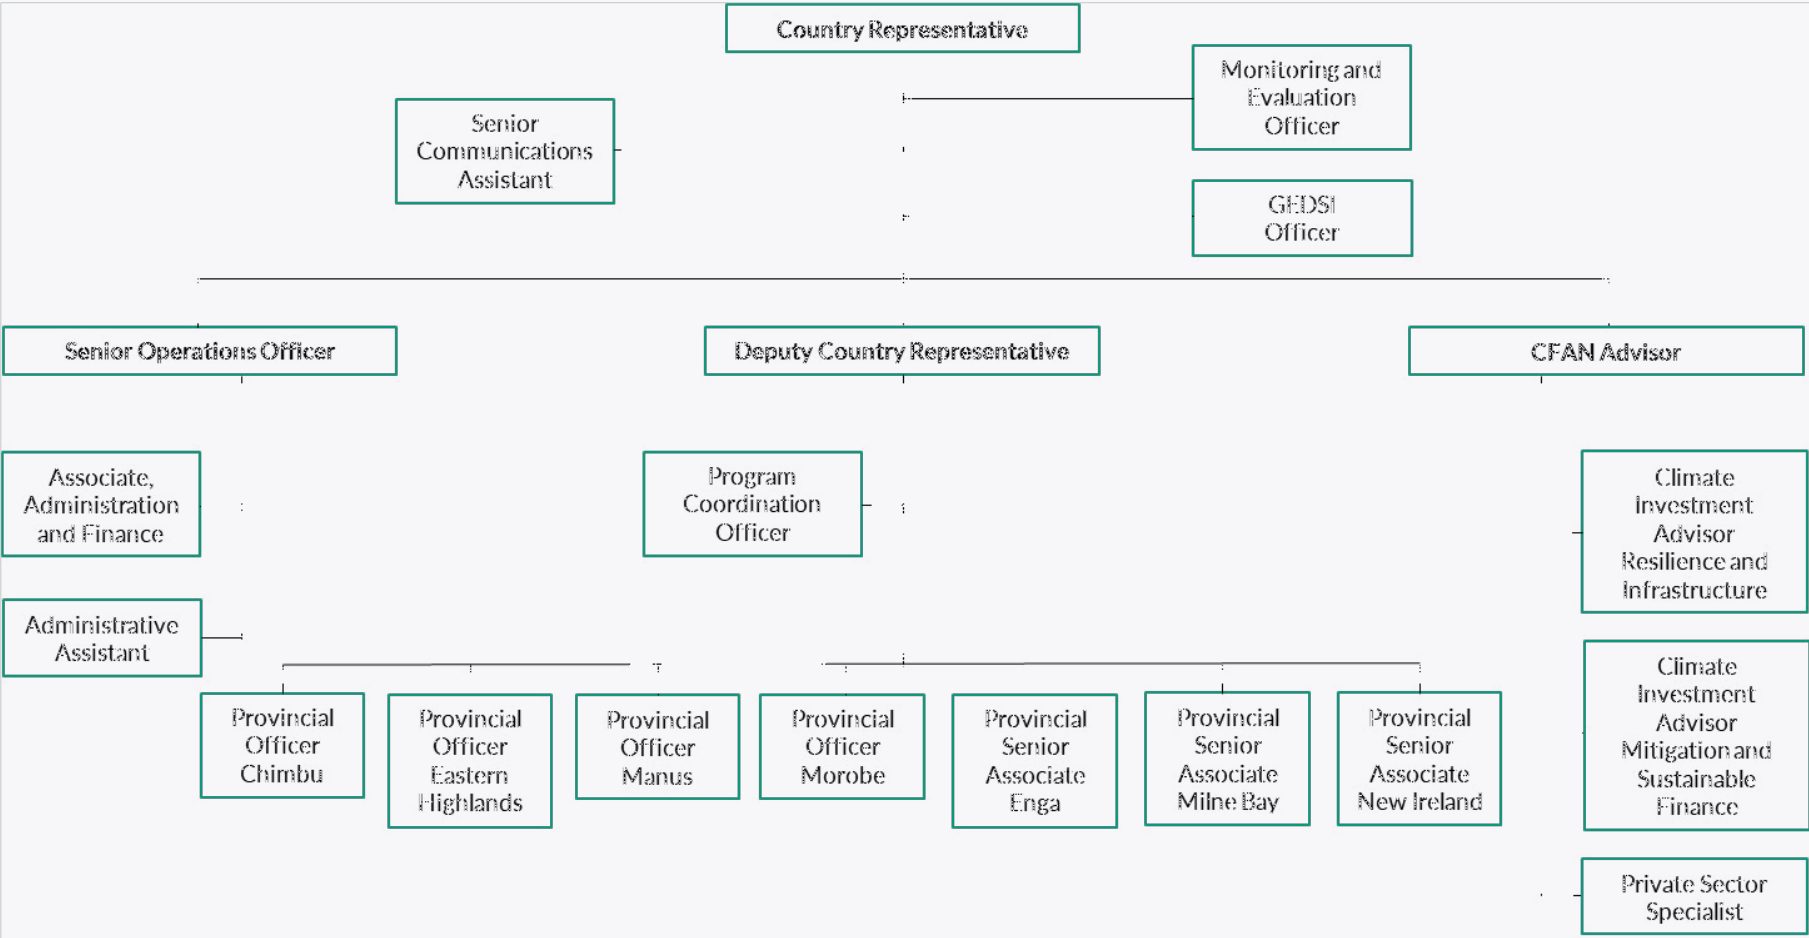 Country Representative
Monitoring and
Evaluation
Officer
Senior
Communications
Assistant
GEDSI
Officer
Senior Operations Officer
Deputy Country Representative
CFAN Advisor
Associate,
Administration
and Finance
Program
Coordination
Officer
Climate
Investment
Advisor
Resilience and
Infrastructure
Administrative
Assistant
Climate
Investment
Advisor
Mitigation and
Sustainable
Finance
Provincial
Officer
Chimbu
Provincial
Officer
Eastern
Highlands
Provincial
Officer
Manus
Provincial
Officer
Morobe
Provincial
Senior
Associate
Enga
Provincial
Senior
Associate
Milne Bay
Provincial
Senior
Associate
New Ireland
Private Sector
Specialist